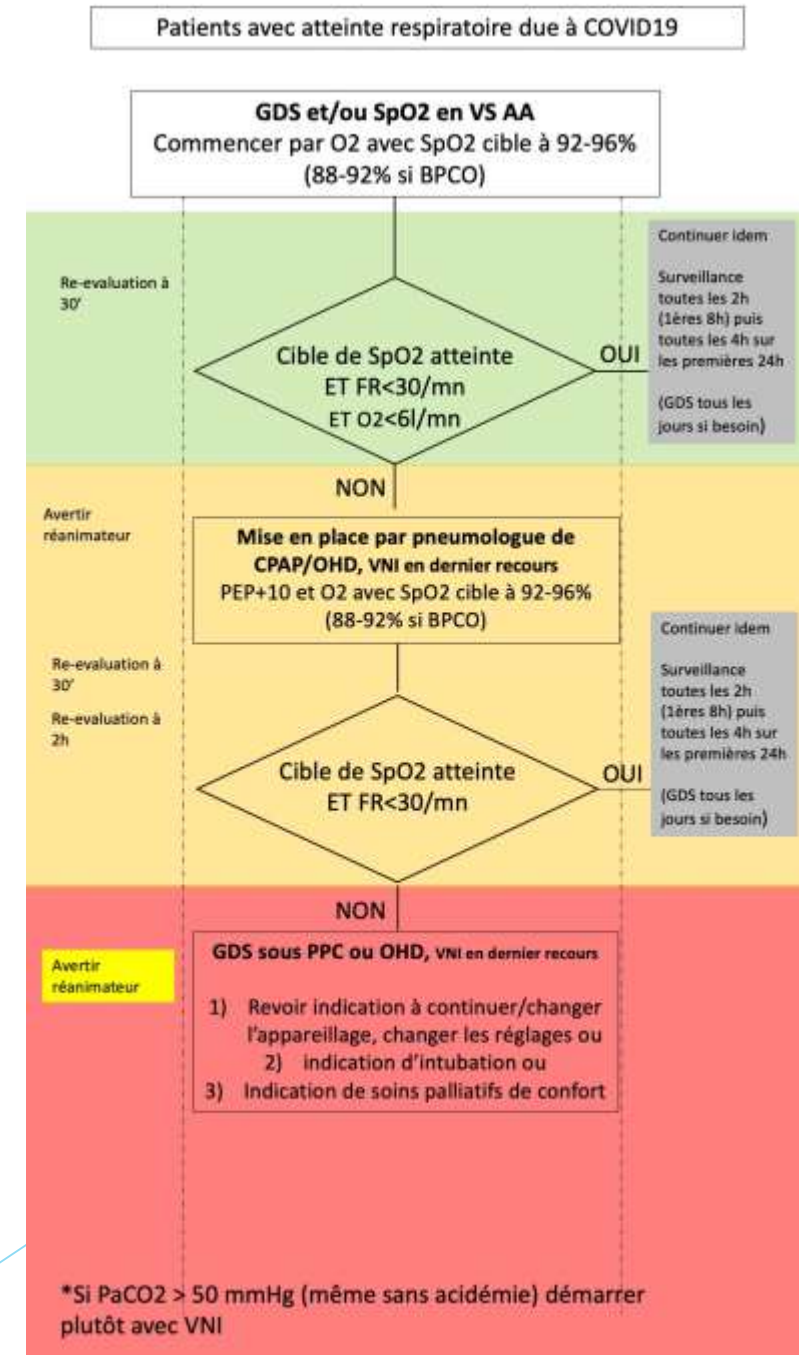 Patients avec atteinte respiratoire due à COVID19
GDS et/ou SpO2 en VS AA
Commencer par O2 avec SpO2 cible à 92-96%
(88-92% si BPCO)
Re-evaluation à
30'
Cible de SpO2 atteinte
ET FR<30/mn
ET O2<6l/mn
OUI
Continuer idem
Surveillance
toutes les 2h
(1ères 8h) puis
toutes les 4h sur
les premières 24h
(GDS tous les
jours si besoin)
NON
Avertir
réanimateur
Mise en place par pneumologue de
CPAP/OHD, VNI en dernier recours
PEP+10 et O2 avec SpO2 cible à 92-96%
(88-92% si BPCO)
Re-evaluation à
30'
Re-evaluation à
2h
Cible de SpO2 atteinte
ET FR<30/mn
OUI
Continuer idem
Surveillance
toutes les 2h
(1ères 8h) puis
toutes les 4h sur
les premières 24h
(GDS tous les
jours si besoin)
NON
Avertir
réanimateur
GDS sous PPC ou OHD, VNI en dernier recours
1) Revoir indication à continuer/changer
l'appareillage, changer les réglages ou
2) indication d'intubation ou
3) Indication de soins palliatifs de confort
*Si PaCO2 > 50 mmHg (même sans acidémie) démarrer
plutôt avec VNI